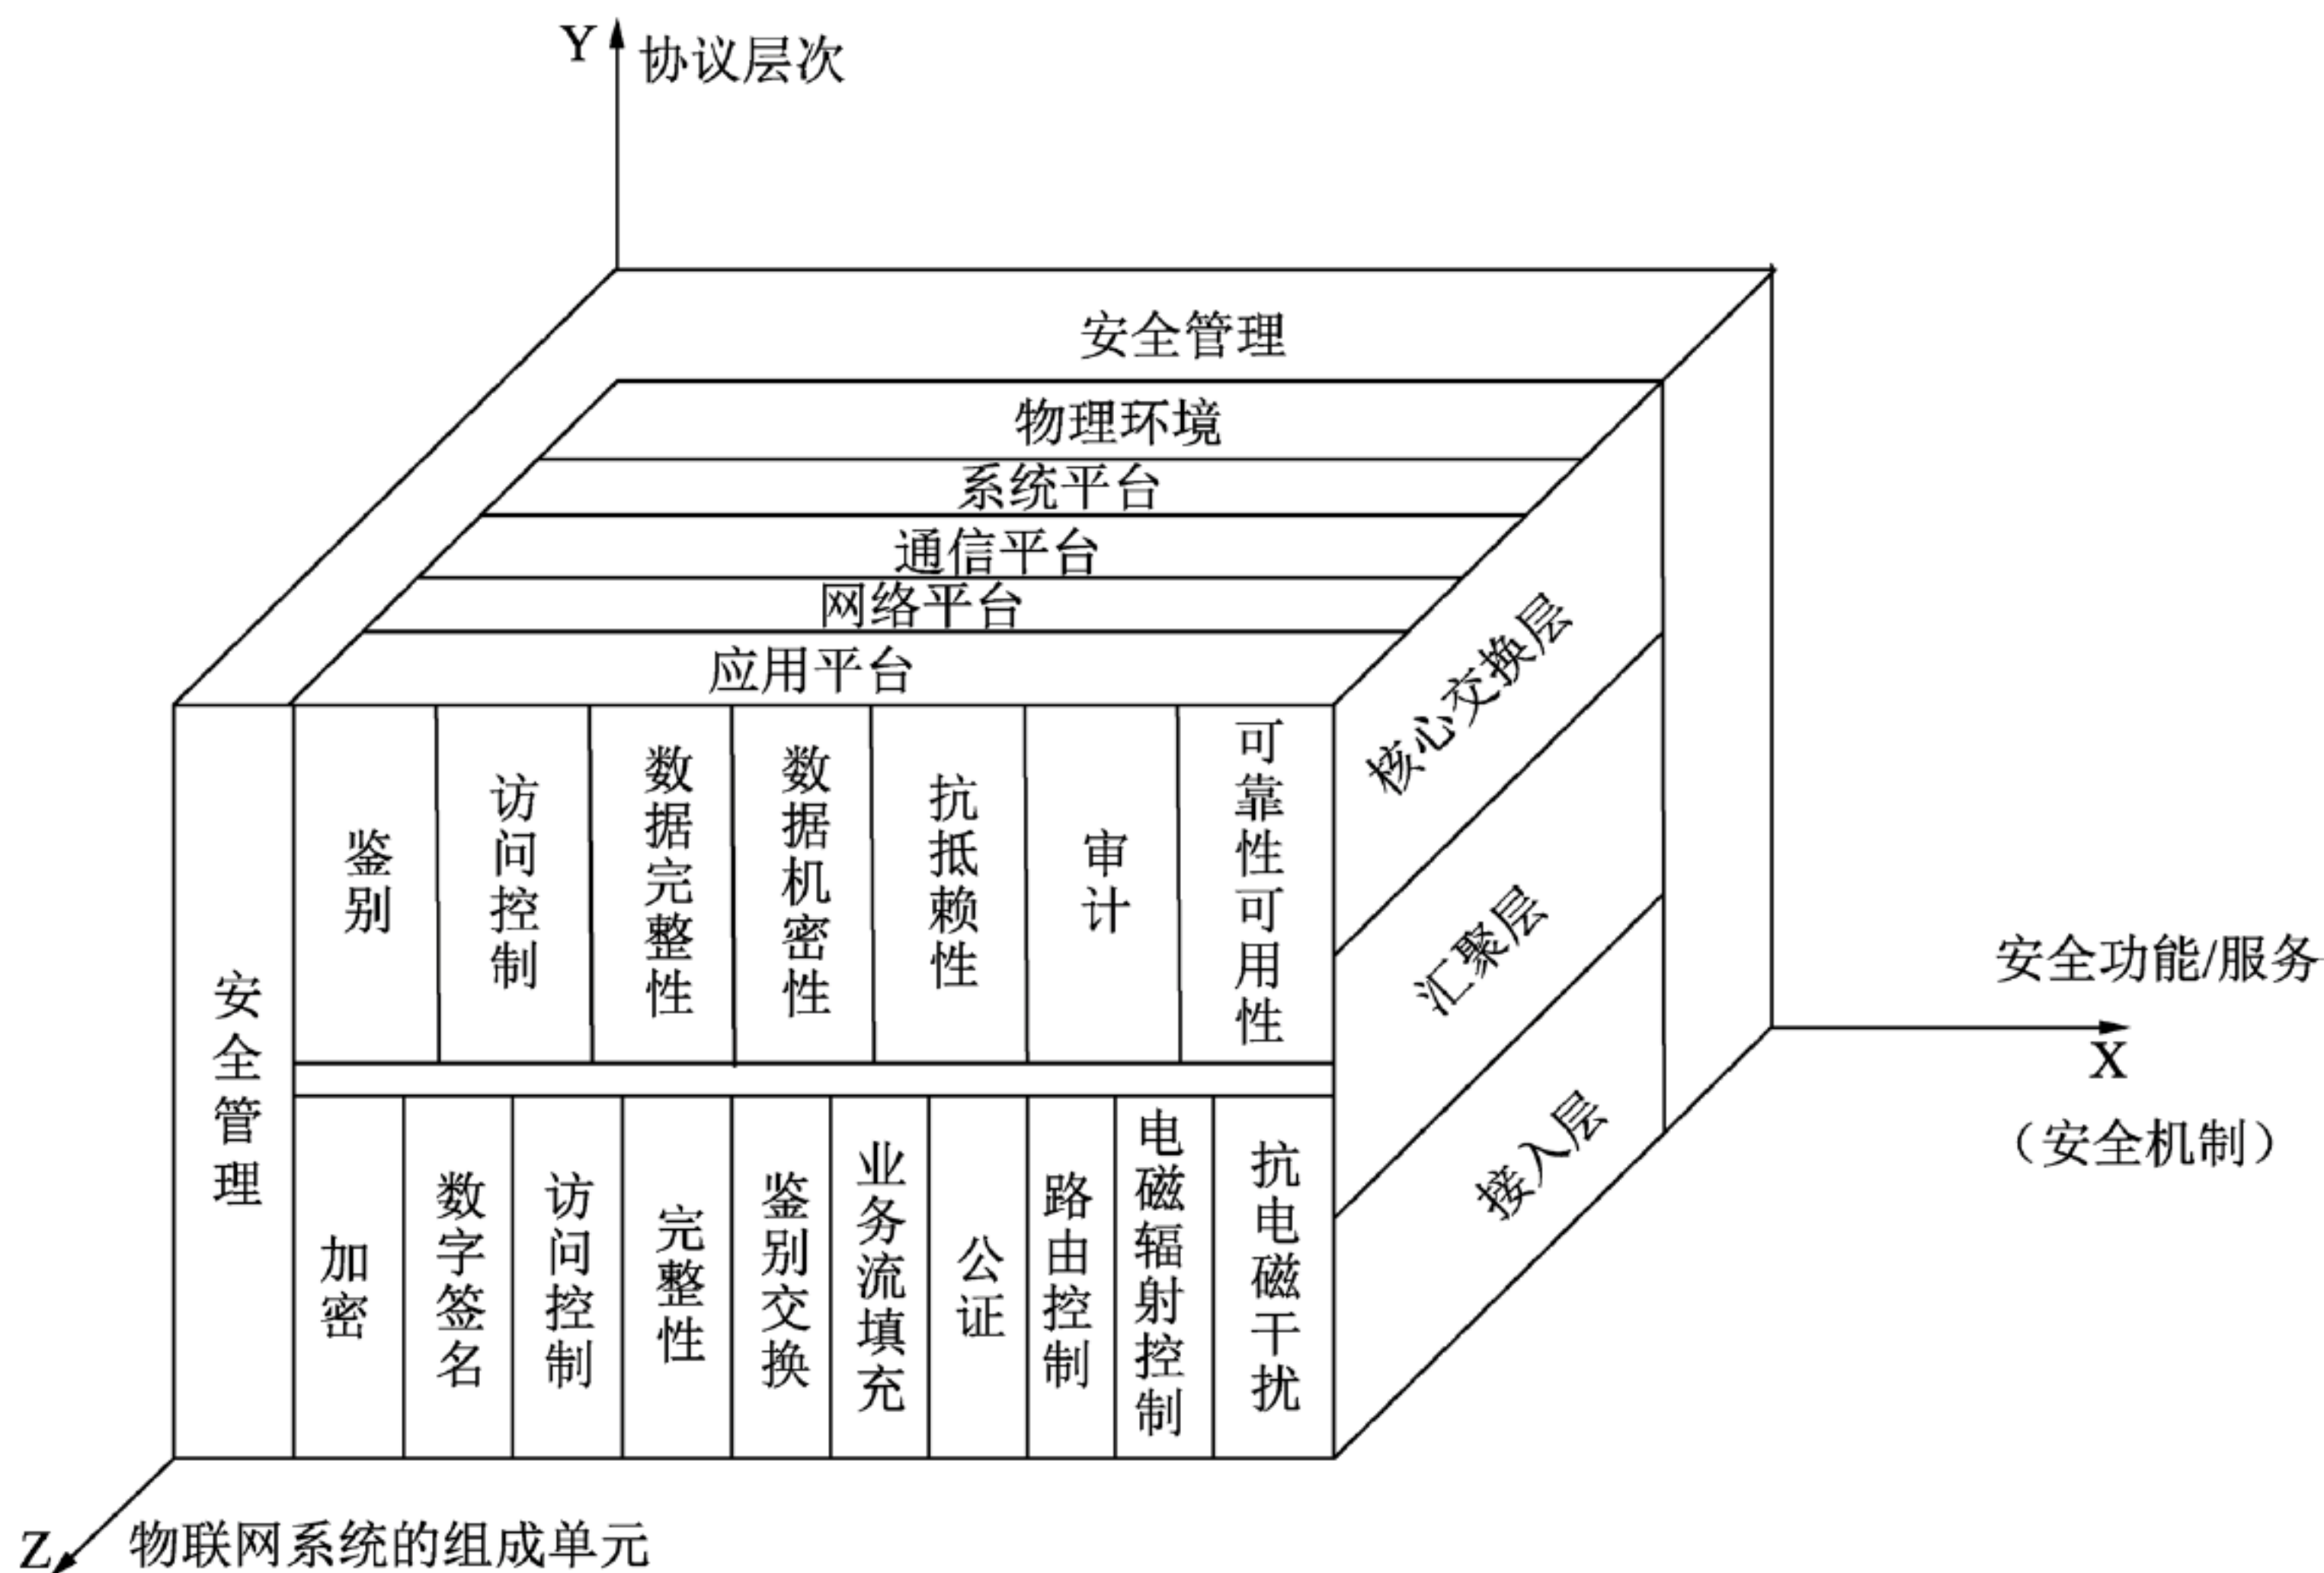 Y
协议层次
安全管理
物理环境
系统平台
通信平台
网络平台
应用平台
核心交换层
汇聚层
接入层
安全管理
鉴别
访问控制
数据完整性
数据机密性
抗抵赖性
审计
可靠性可用性
加密
数字签名
访问控制
完整性
鉴别交换
业务流填充
公证
路由控制
电磁辐射控制
抗电磁干扰
安全功能/服务
X
（安全机制）
Z
物联网系统的组成单元